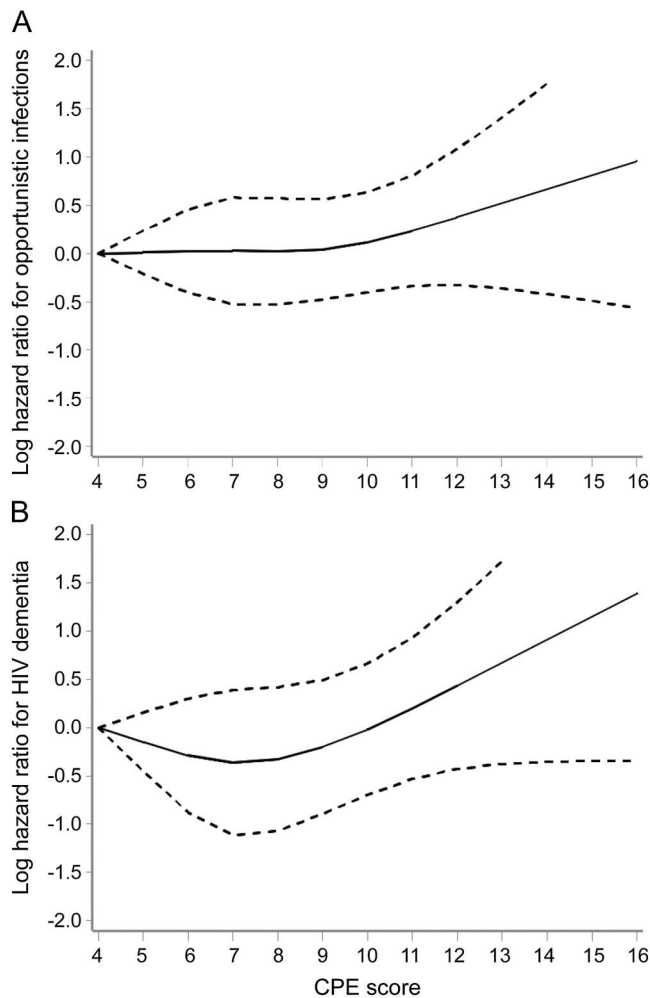 A
Log hazard ratio for opportunistic infections
2.0
1.5
1.0
0.5
0.0
-0.5
-1.0
-1.5
-2.0
4 5 6 7 8 9 10 11 12 13 14 15 16
B
Log hazard ratio for HIV dementia
2.0
1.5
1.0
0.5
0.0
-0.5
-1.0
-1.5
-2.0
4 5 6 7 8 9 10 11 12 13 14 15 16
CPE score